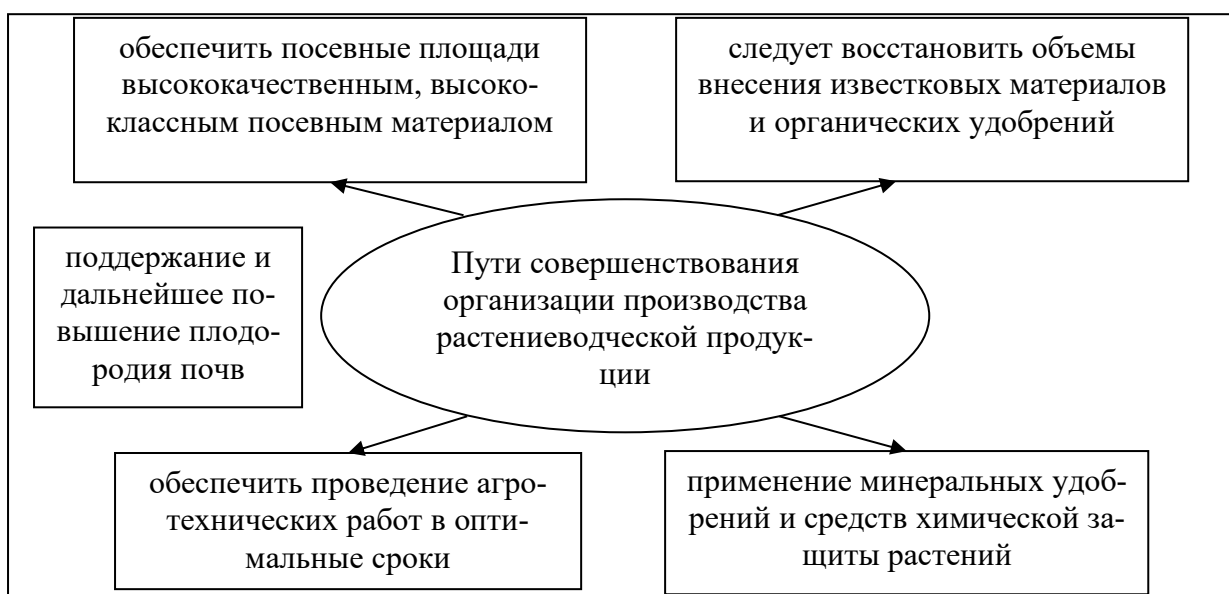 обеспечить посевные площади
высококачественным, высоко-
классным посевным материалом
следует восстановить объемы
внесения известковых материалов
и органических удобрений
поддержание и
дальнейшее по-
вышение плодо-
родия почв
Пути совершенствования
организации производства
растениеводческой продук-
ции
обеспечить проведение агро-
технических работ в опти-
мальные сроки
применение минеральных удоб-
рений и средств химической за-
щиты растений